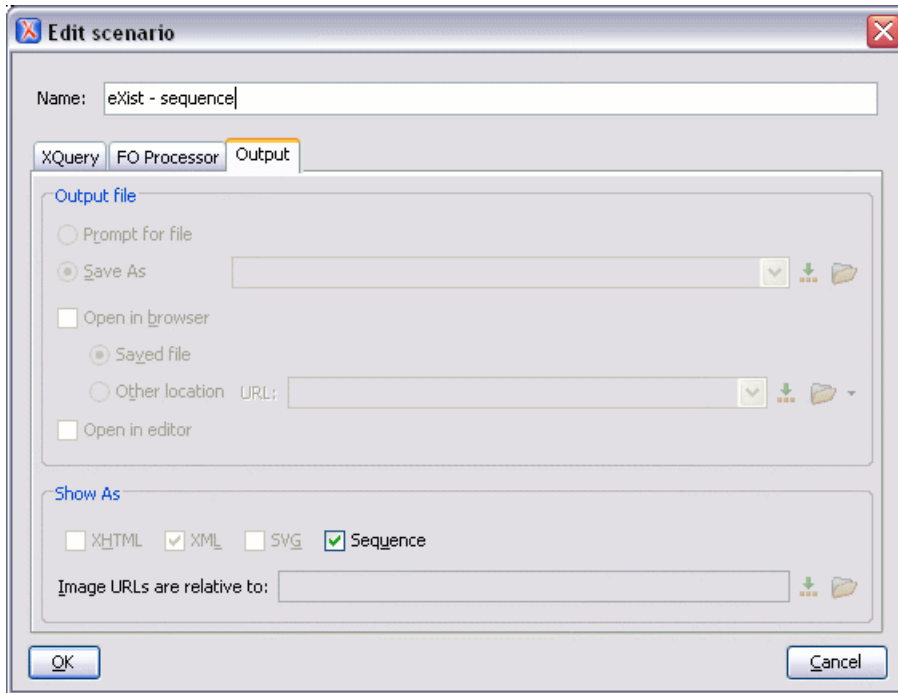 Edit scenario
Name: eXist - sequence
XQuery FO Processor Output
Output file
Prompt for file
Save As
Open in browser
Saved file
Other location URL:
Open in editor
Show As
XHTML XML SVG Sequence
Image URLs are relative to:
OK Cancel